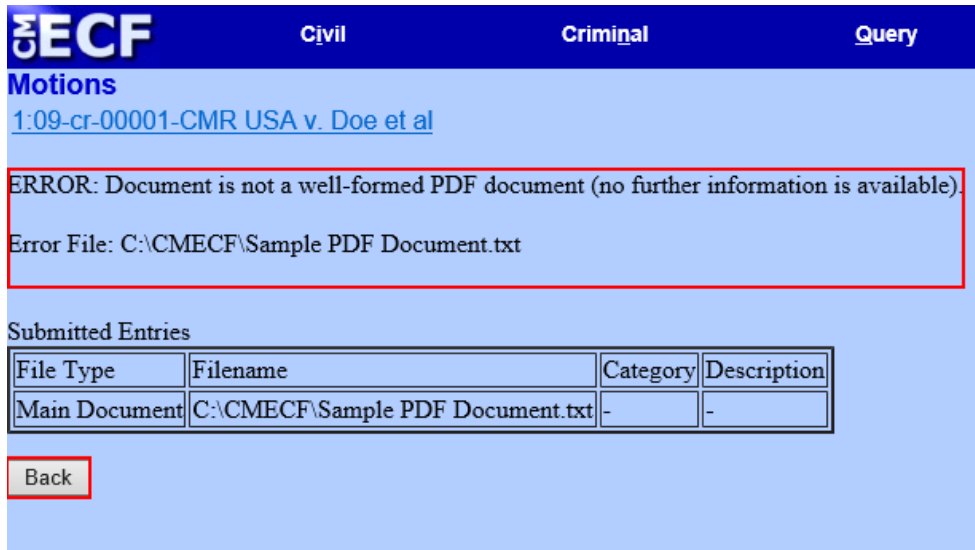 CM ECF Civil Criminal Query
Motions
1:09-cr-00001-CMR USA v. Doe et al
ERROR: Document is not a well-formed PDF document (no further information is available).
Error File: C:\CMECF\Sample PDF Document.txt
Submitted Entries
File Type Filename Category Description
Main Document C:\CMECF\Sample PDF Document.txt - -
Back